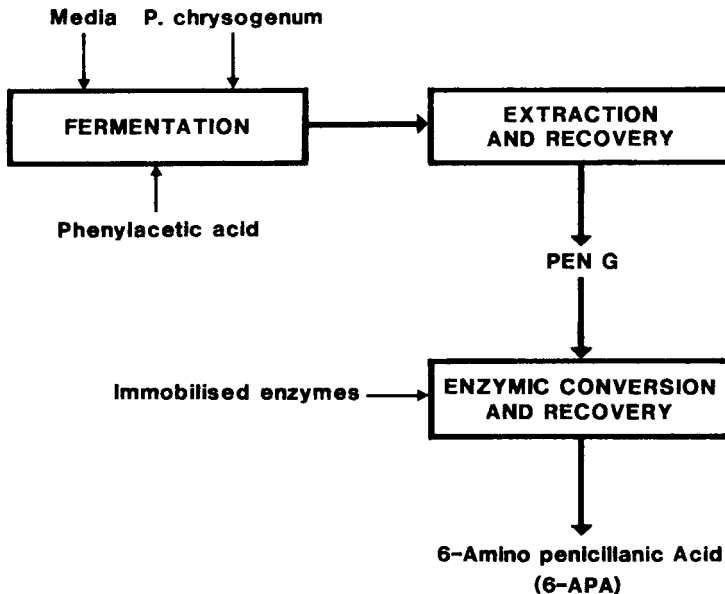 Media P. chrysogenum
FERMENTATION
EXTRACTION
AND RECOVERY
Phenylacetic acid
PEN G
Immobilised enzymes
ENZYMIC CONVERSION
AND RECOVERY
6-Amino penicillanic Acid
(6-APA)